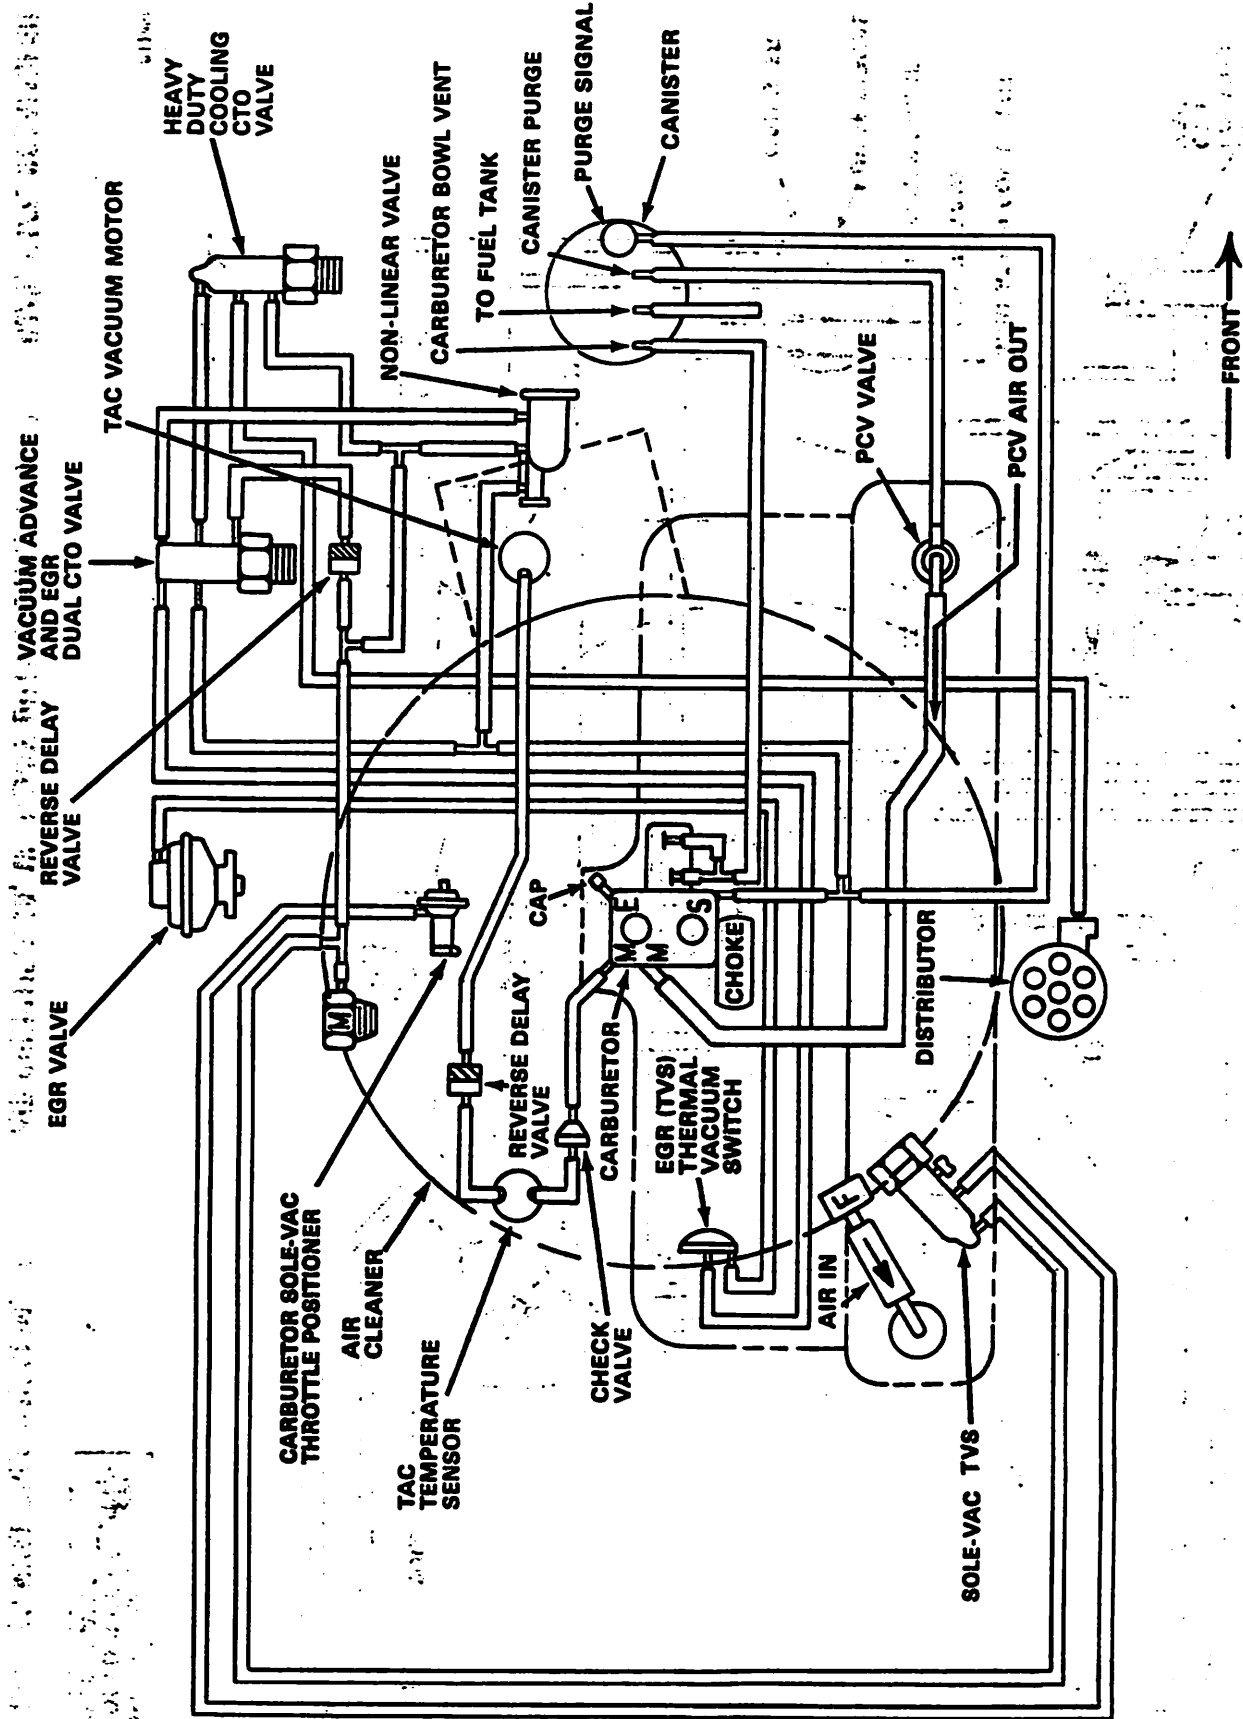 HEAVY
DUTY
COOLING
CTO
VALVE
TAC VACUUM MOTOR
VACUUM ADVANCE
AND EGR
DUAL CTO VALVE
REVERSE DELAY
VALVE
EGR VALVE
NON-LINEAR VALVE
CARBURETOR BOWL VENT
TO FUEL TANK
CANISTER PURGE
PURGE SIGNAL
CANISTER
PCV VALVE
PCV AIR OUT
FRONT
CAP
E
M
M
S
CHOKE
M
REVERSE DELAY
VALVE
CARBURETOR
EGR (TVS)
THERMAL
VACUUM
SWITCH
DISTRIBUTOR
CARBURETOR SOLE-VAC
THROTTLE POSITIONER
AIR
CLEANER
TAC
TEMPERATURE
SENSOR
CHECK
VALVE
F
AIR IN
SOLE-VAC TVS